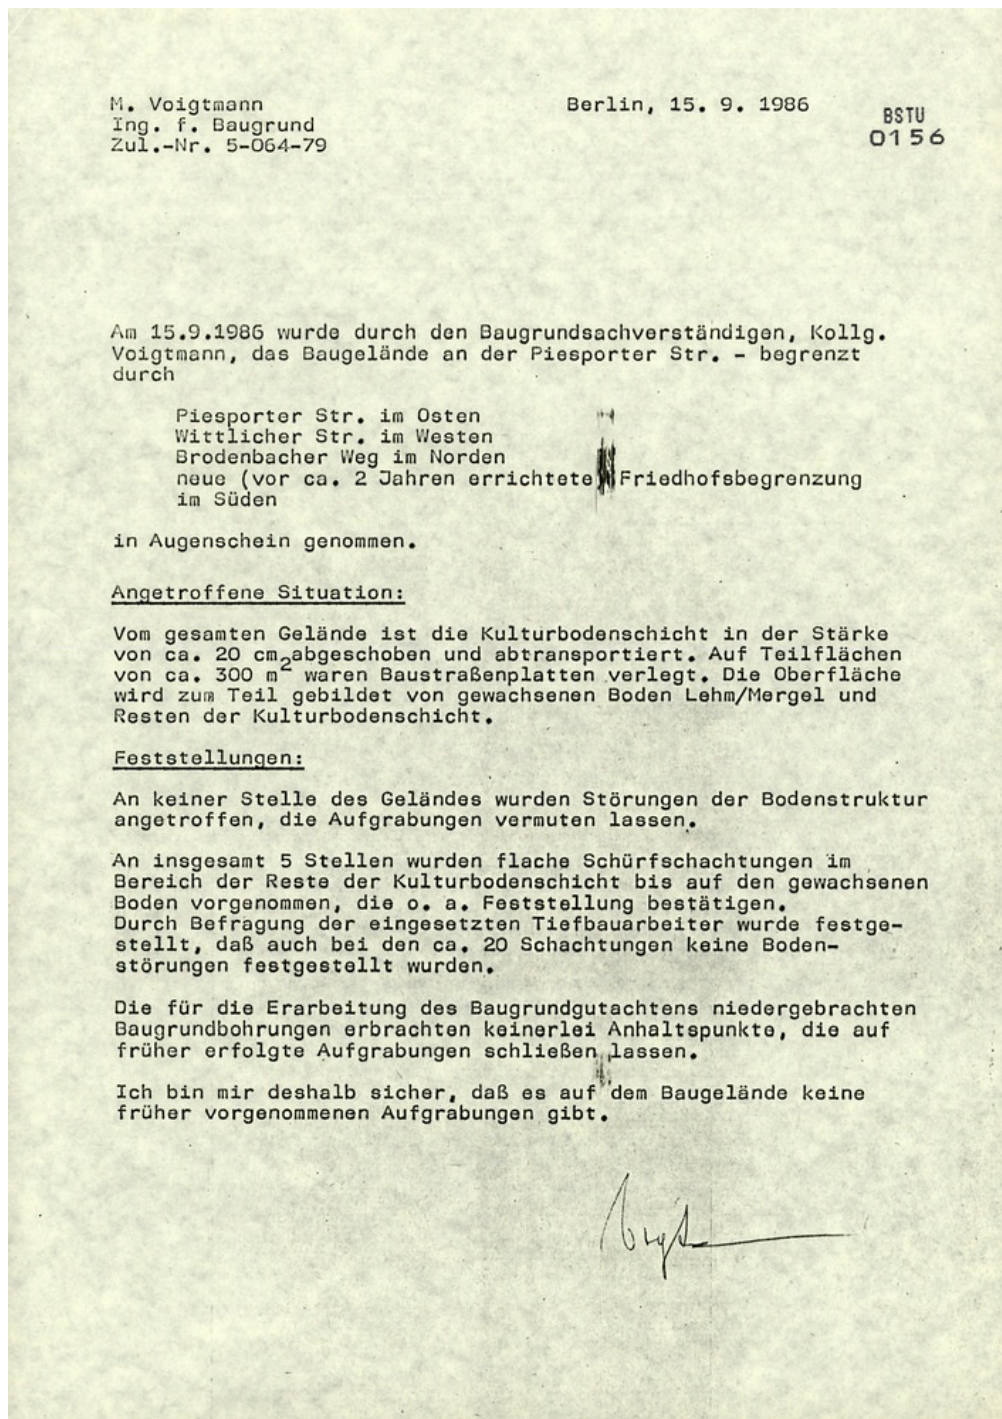 M. Voigtmann
Ing. f. Baugrund
Zul.-Nr. 5-064-79
Berlin, 15. 9. 1986
BSTU
0156
Am 15.9.1986 wurde durch den Baugrundsachverständigen, Kollg.
Voigtmann, das Baugelände an der Piesporter Str. - begrenzt
durch
Piesporter Str. im Osten
Wittlicher Str. im Westen
Brodenbacher Weg im Norden
neue (vor ca. 2 Jahren errichtete Friedhofsbegrenzung
im Süden
in Augenschein genommen.
Angetroffene Situation:
Vom gesamten Gelände ist die Kulturbodenschicht in der Stärke
von ca. 20 cm abgeschoben und abtransportiert. Auf Teilflächen
von ca. 300 m² waren Baustraßenplatten verlegt. Die Oberfläche
wird zum Teil gebildet von gewachsenen Boden Lehm/Mergel und
Resten der Kulturbodenschicht.
Feststellungen:
An keiner Stelle des Geländes wurden Störungen der Bodenstruktur
angetroffen, die Aufgrabungen vermuten lassen.
An insgesamt 5 Stellen wurden flache Schürfschachtungen im
Bereich der Reste der Kulturbodenschicht bis auf den gewachsenen
Boden vorgenommen, die o. a. Feststellung bestätigen.
Durch Befragung der eingesetzten Tiefbauarbeiter wurde festge-
stellt, daß auch bei den ca. 20 Schachtungen keine Boden-
störungen festgestellt wurden.
Die für die Erarbeitung des Baugrundgutachtens niedergebrachten
Baugrundbohrungen erbrachten keinerlei Anhaltspunkte, die auf
früher erfolgte Aufgrabungen schließen lassen.
Ich bin mir deshalb sicher, daß es auf dem Baugelände keine
früher vorgenommenen Aufgrabungen gibt.